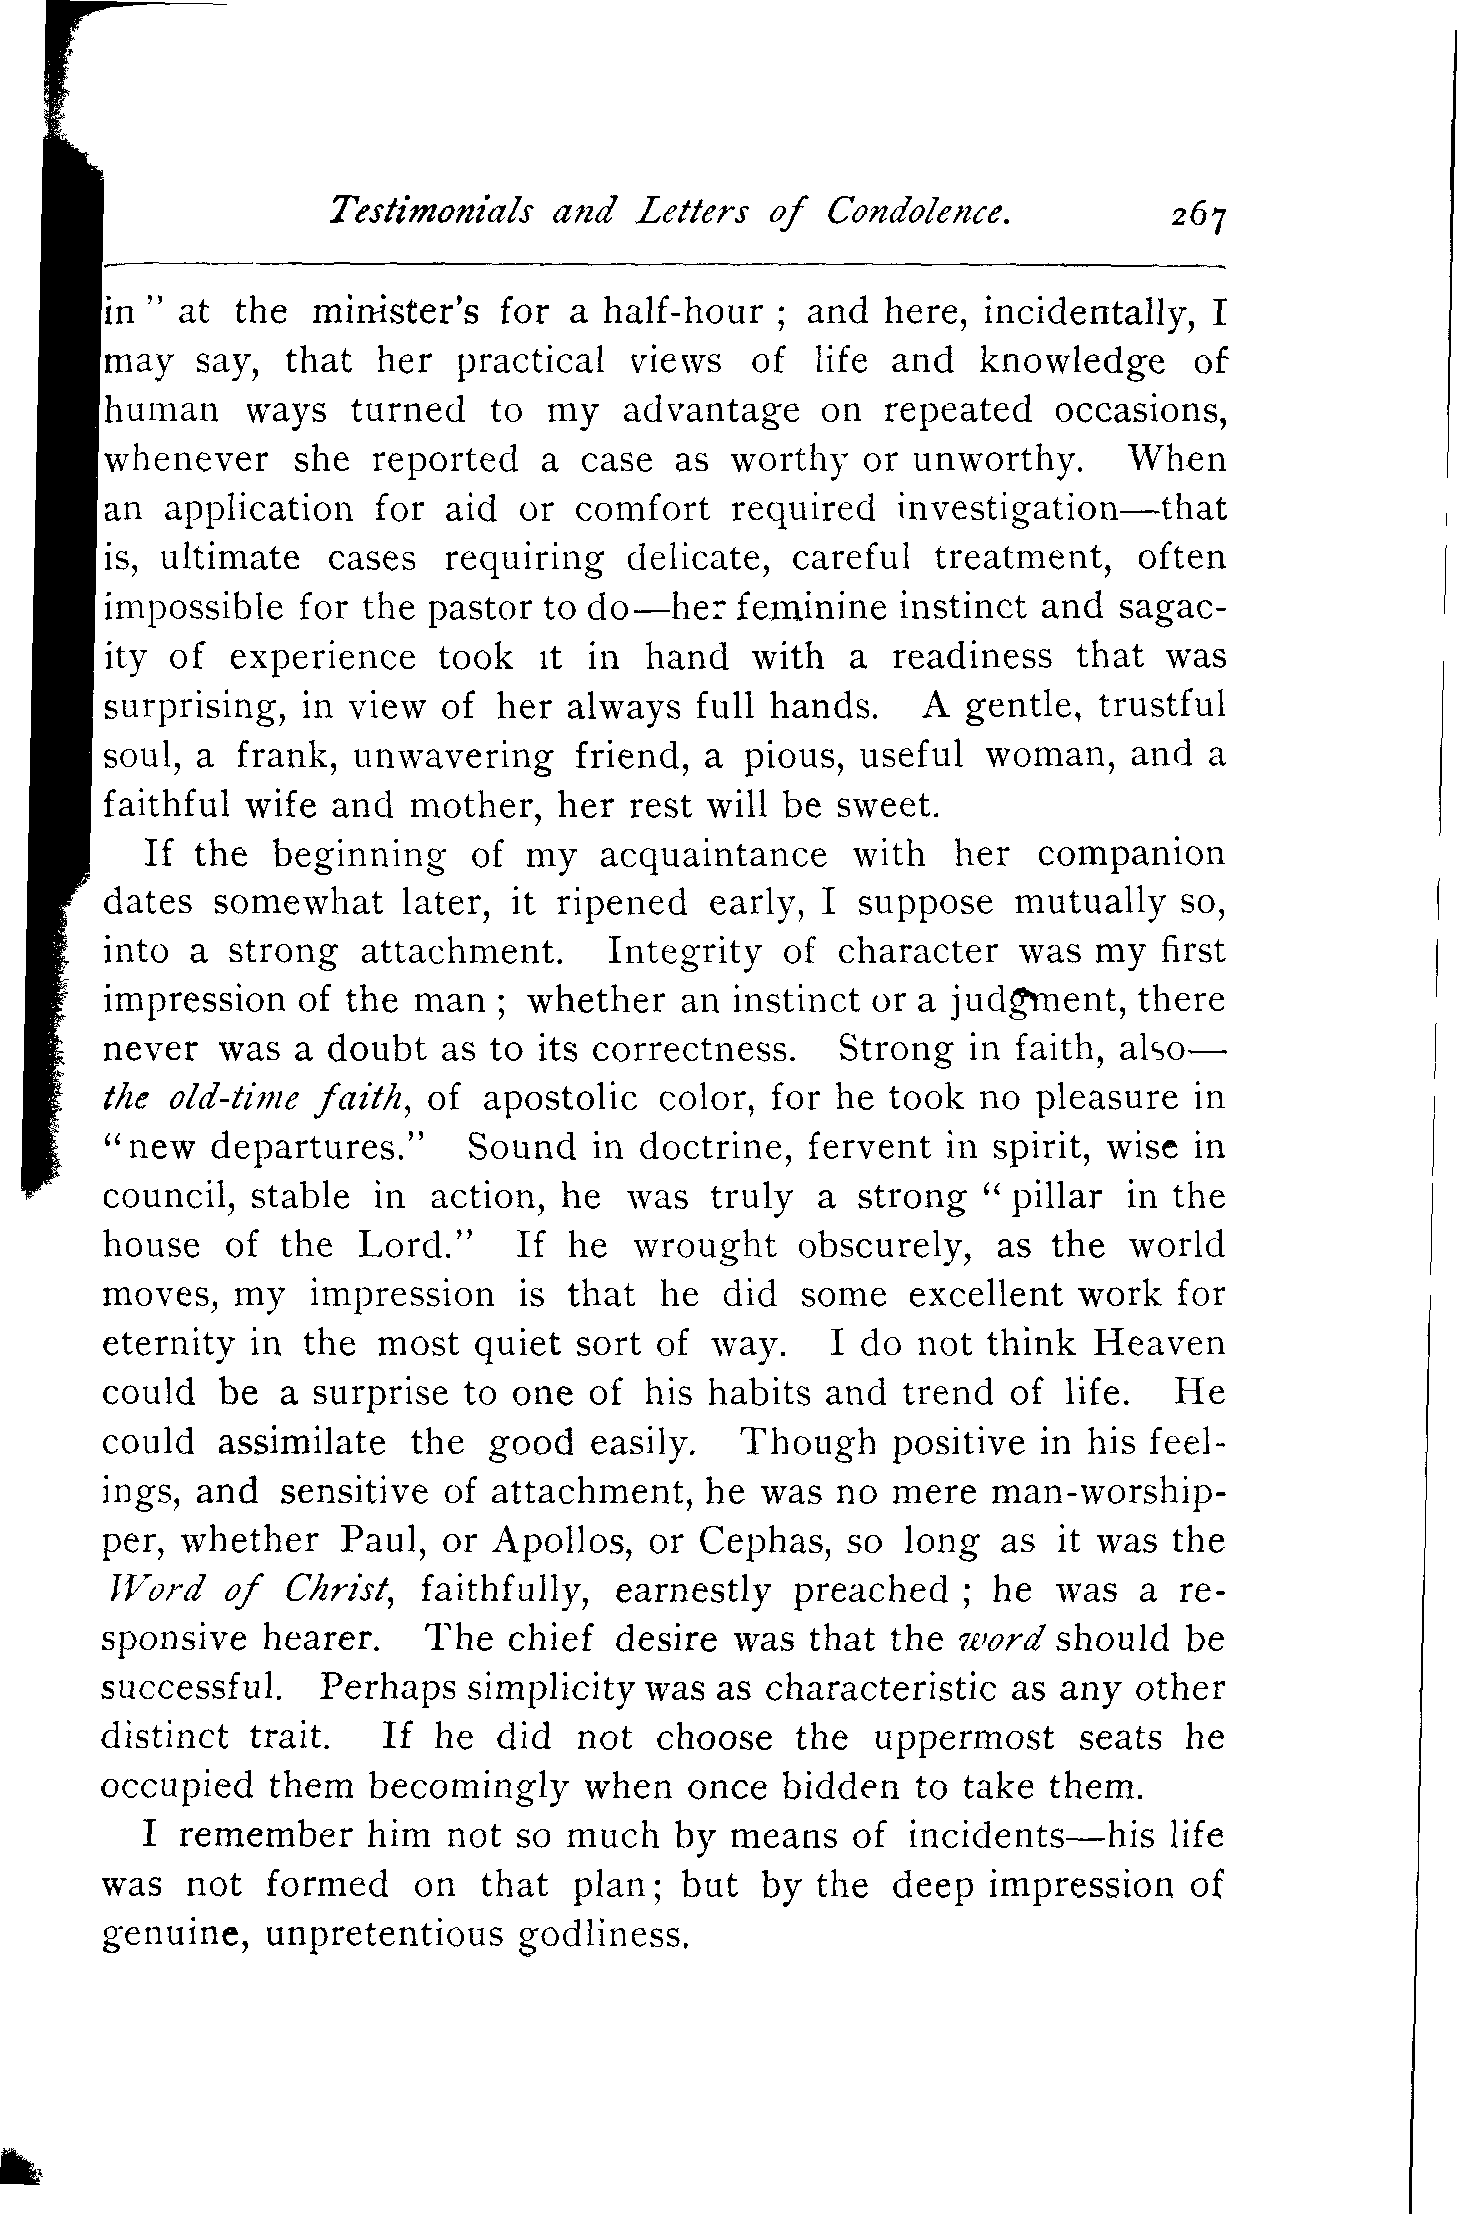 Testimonials and Letters of Condolence. 267
in" at the minister's for a half-hour; and here, incidentally, I
may say, that her practical views of life and knowledge of
human ways turned to my advantage on repeated occasions,
whenever she reported a case as worthy or unworthy. When
an application for aid or comfort required investigation—that
is, ultimate cases requiring delicate, careful treatment, often
impossible for the pastor to do—her feminine instinct and sagac-
ity of experience took it in hand with a readiness that was
surprising, in view of her always full hands. A gentle, trustful
soul, a frank, unwavering friend, a pious, useful woman, and a
faithful wife and mother, her rest will be sweet.
If the beginning of my acquaintance with her companion
dates somewhat later, it ripened early, I suppose mutually so,
into a strong attachment. Integrity of character was my first
impression of the man; whether an instinct or a judgment, there
never was a doubt as to its correctness. Strong in faith, also—
the old-time faith, of apostolic color, for he took no pleasure in
"new departures." Sound in doctrine, fervent in spirit, wise in
council, stable in action, he was truly a strong "pillar in the
house of the Lord." If he wrought obscurely, as the world
moves, my impression is that he did some excellent work for
eternity in the most quiet sort of way. I do not think Heaven
could be a surprise to one of his habits and trend of life. He
could assimilate the good easily. Though positive in his feel-
ings, and sensitive of attachment, he was no mere man-worship-
per, whether Paul, or Apollos, or Cephas, so long as it was the
Word of Christ, faithfully, earnestly preached; he was a re-
sponsive hearer. The chief desire was that the word should be
successful. Perhaps simplicity was as characteristic as any other
distinct trait. If he did not choose the uppermost seats he
occupied them becomingly when once bidden to take them.
I remember him not so much by means of incidents—his life
was not formed on that plan; but by the deep impression of
genuine, unpretentious godliness.